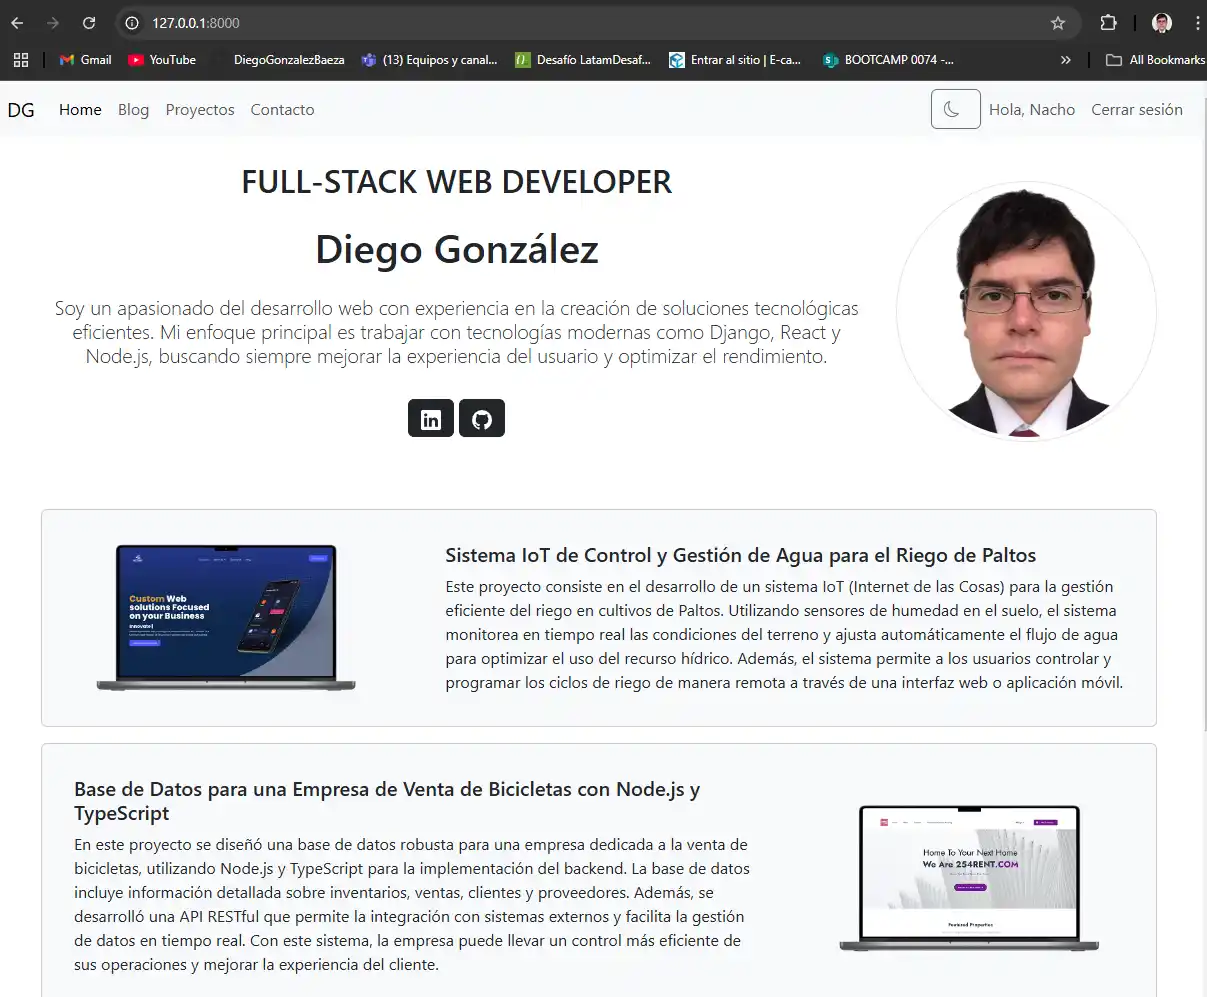 127.0.0.1:8000
Gmail
YouTube
DiegoGonzalezBaeza
(13) Equipos y canal...
Desafío LatamDesaf...
Entrar al sitio | E-ca...
BOOTCAMP 0074 -...
»
All Bookmarks
DG
Home
Blog
Proyectos
Contacto
Hola, Nacho
Cerrar sesión
FULL-STACK WEB DEVELOPER
Diego González
Soy un apasionado del desarrollo web con experiencia en la creación de soluciones tecnológicas
eficientes. Mi enfoque principal es trabajar con tecnologías modernas como Django, React y
Node.js, buscando siempre mejorar la experiencia del usuario y optimizar el rendimiento.
Custom Web
solutions Focused
on your Business
Sistema IoT de Control y Gestión de Agua para el Riego de Paltos
Este proyecto consiste en el desarrollo de un sistema IoT (Internet de las Cosas) para la gestión
eficiente del riego en cultivos de Paltos. Utilizando sensores de humedad en el suelo, el sistema
monitorea en tiempo real las condiciones del terreno y ajusta automáticamente el flujo de agua
para optimizar el uso del recurso hídrico. Además, el sistema permite a los usuarios controlar y
programar los ciclos de riego de manera remota a través de una interfaz web o aplicación móvil.
Base de Datos para una Empresa de Venta de Bicicletas con Node.js y
TypeScript
En este proyecto se diseñó una base de datos robusta para una empresa dedicada a la venta de
bicicletas, utilizando Node.js y TypeScript para la implementación del backend. La base de datos
incluye información detallada sobre inventarios, ventas, clientes y proveedores. Además, se
desarrolló una API RESTful que permite la integración con sistemas externos y facilita la gestión
de datos en tiempo real. Con este sistema, la empresa puede llevar un control más eficiente de
sus operaciones y mejorar la experiencia del cliente.
Home To Your Next Home
We Are 254RENT.COM
Featured Properties